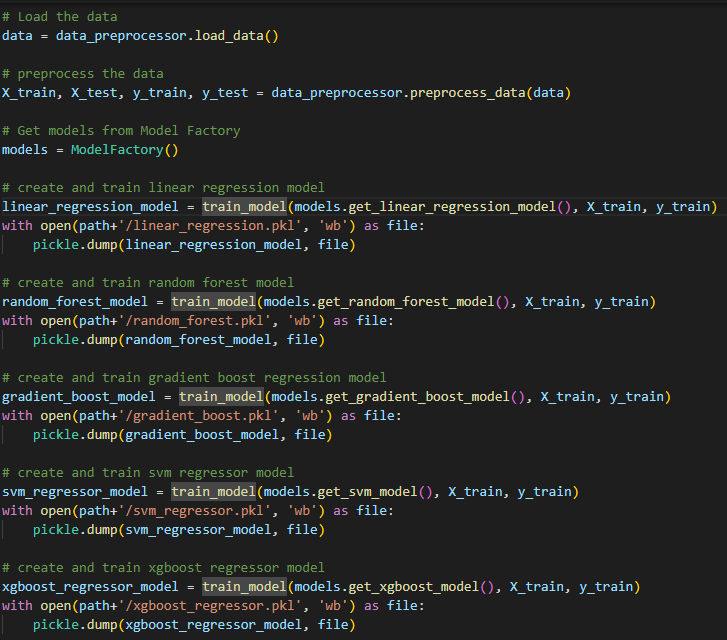 # Load the data
data = data_preprocessor.load_data()
# preprocess the data
X_train, X_test, y_train, y_test = data_preprocessor.preprocess_data(data)
# Get models from Model Factory
models = ModelFactory()
# create and train linear regression model
linear_regression_model = train_model(models.get_linear_regression_model(), X_train, y_train)
with open(path+'/linear_regression.pkl', 'wb') as file:
    pickle.dump(linear_regression_model, file)
# create and train random forest model
random_forest_model = train_model(models.get_random_forest_model(), X_train, y_train)
with open(path+'/random_forest.pkl', 'wb') as file:
    pickle.dump(random_forest_model, file)
# create and train gradient boost regression model
gradient_boost_model = train_model(models.get_gradient_boost_model(), X_train, y_train)
with open(path+'/gradient_boost.pkl', 'wb') as file:
    pickle.dump(gradient_boost_model, file)
# create and train svm regressor model
svm_regressor_model = train_model(models.get_svm_model(), X_train, y_train)
with open(path+'/svm_regressor.pkl', 'wb') as file:
    pickle.dump(svm_regressor_model, file)
# create and train xgboost regressor model
xgboost_regressor_model = train_model(models.get_xgboost_model(), X_train, y_train)
with open(path+'/xgboost_regressor.pkl', 'wb') as file:
    pickle.dump(xgboost_regressor_model, file)